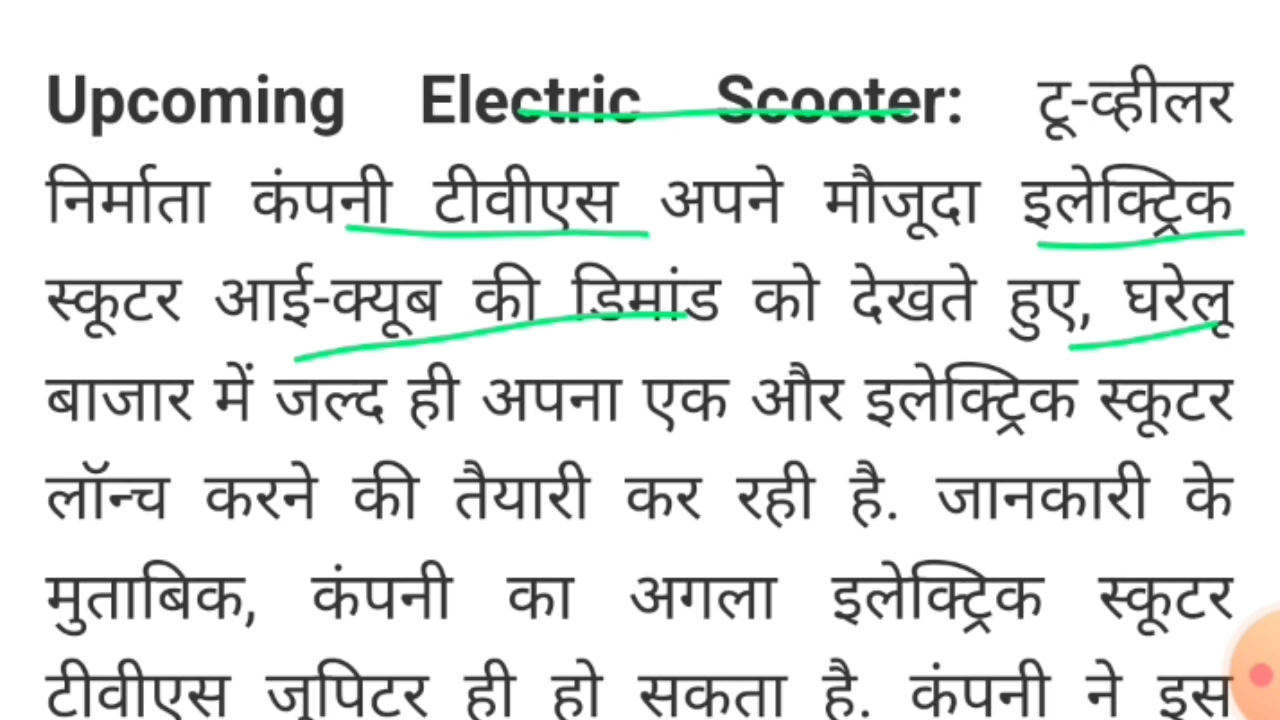 Upcoming Electric Scooter: टू-व्हीलर
निर्माता कंपनी टीवीएस अपने मौजूदा इलेक्ट्रिक
स्कूटर आई-क्यूब की डिमांड को देखते हुए, घरेलू
बाजार में जल्द ही अपना एक और इलेक्ट्रिक स्कूटर
लॉन्च करने की तैयारी कर रही है. जानकारी के
मुताबिक, कंपनी का अगला इलेक्ट्रिक स्कूटर
टीवीएस जूपिटर ही हो सकता है. कंपनी ने इस